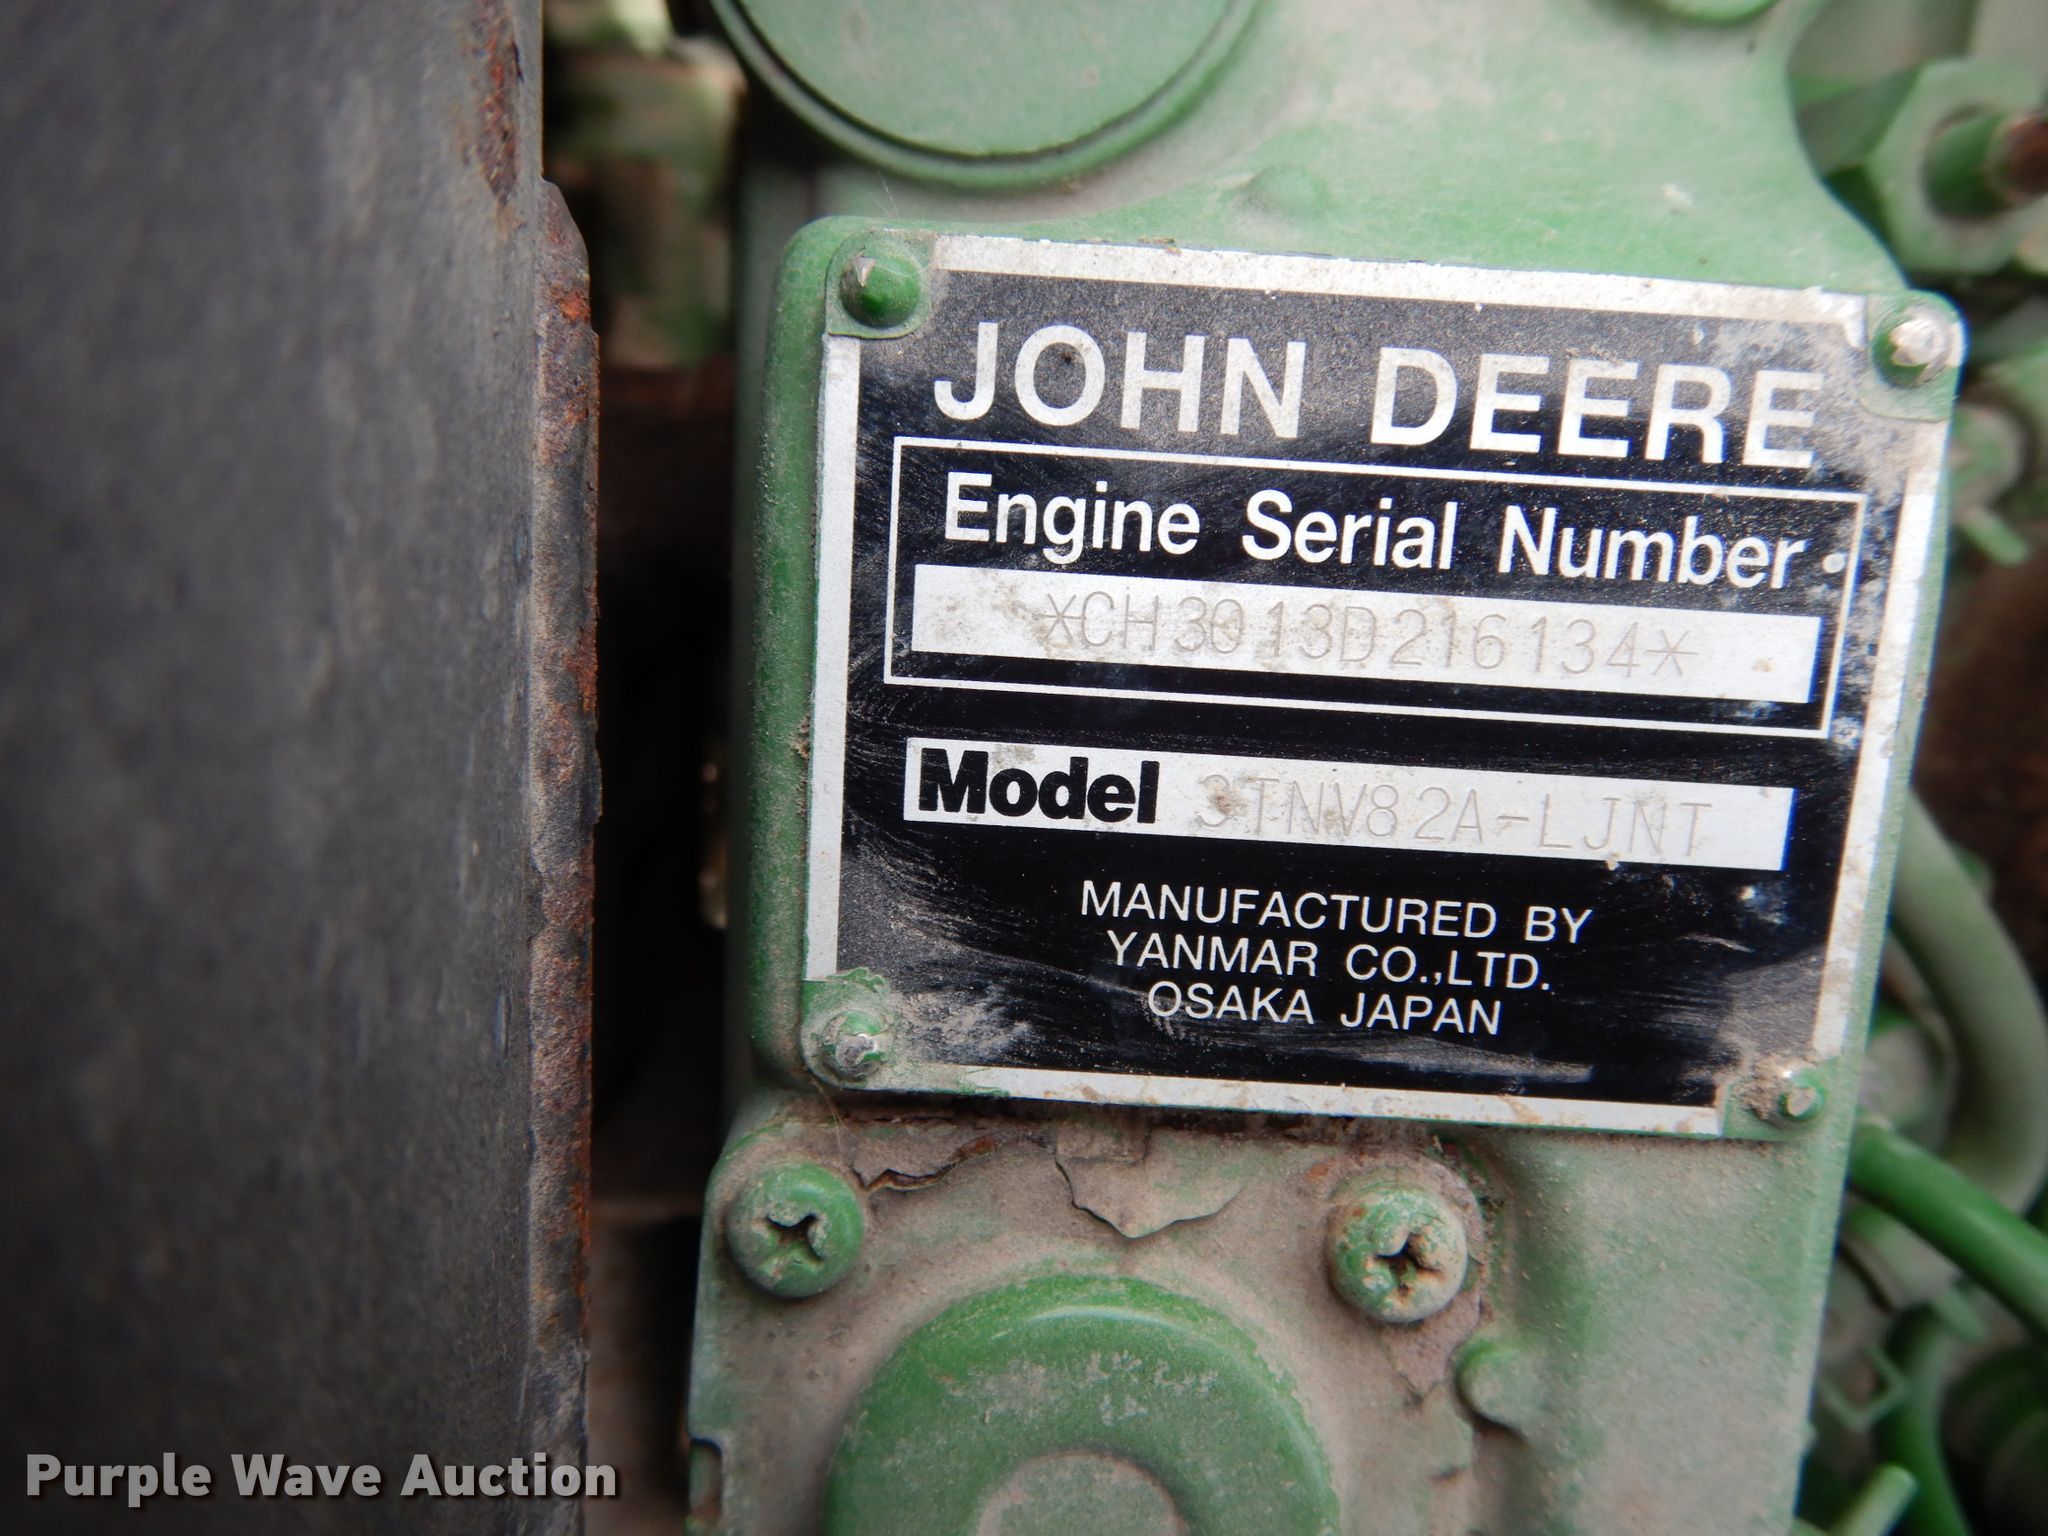 JOHN DEERE
Engine Serial Number
*CH3013D216134*
Model 3TNV82A-LJNT
MANUFACTURED BY
YANMAR CO.,LTD.
OSAKA JAPAN
Purple Wave Auction